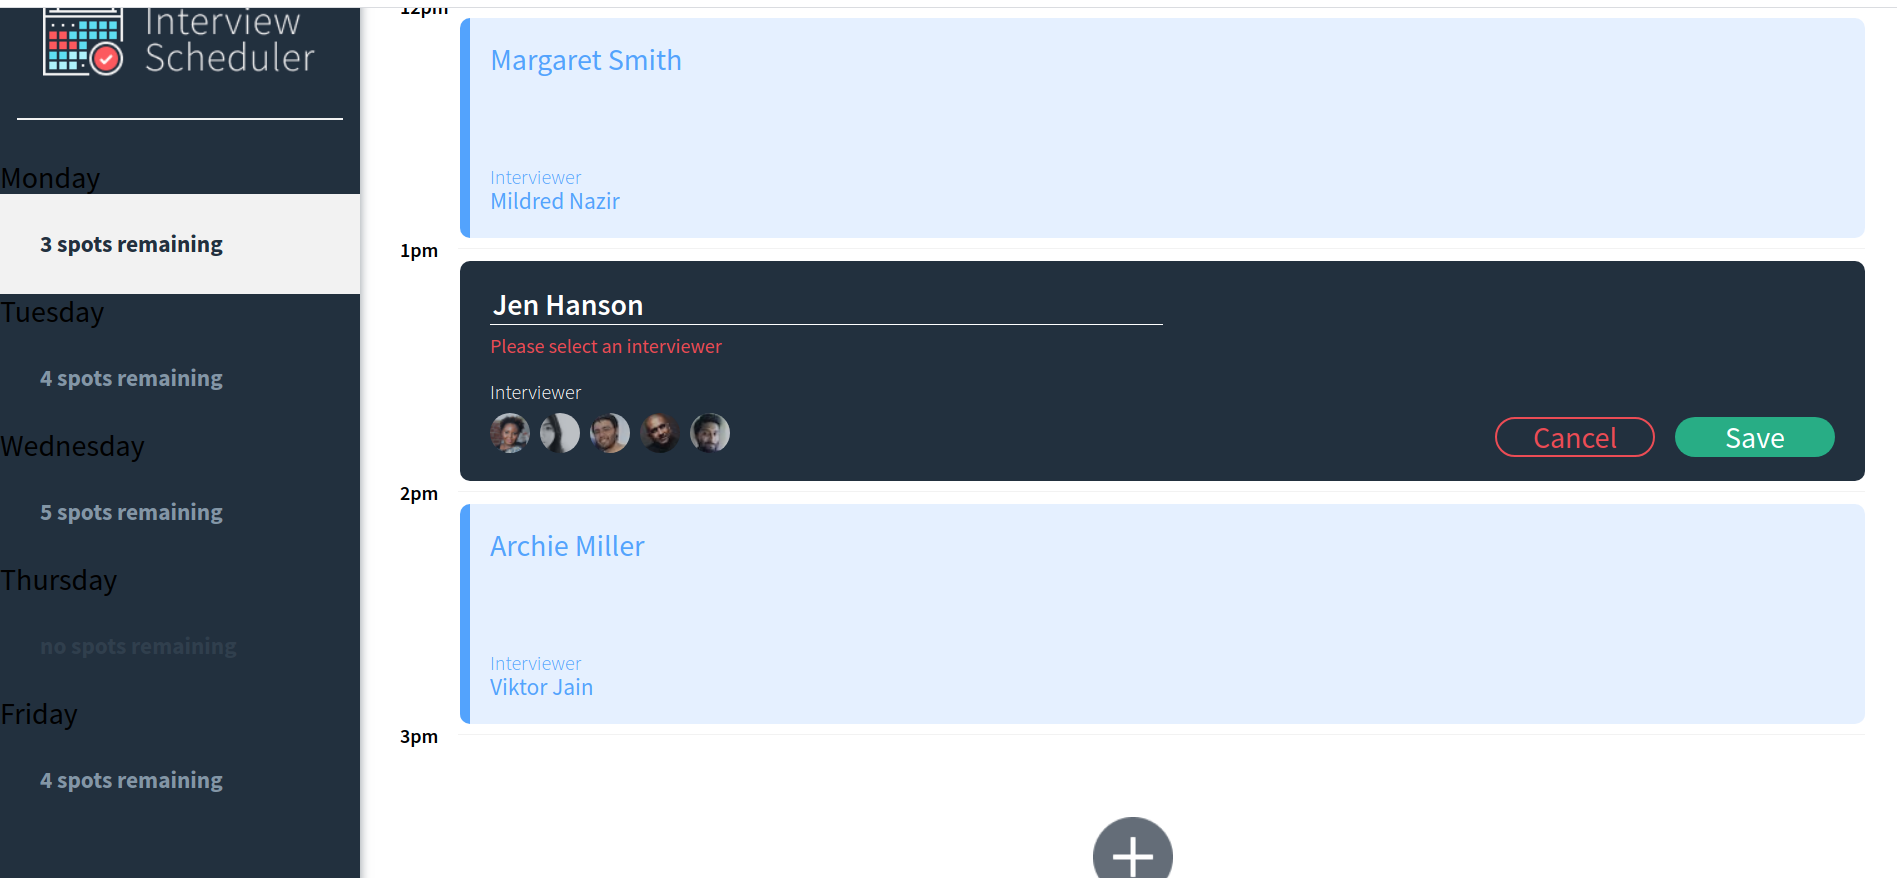 Interview
Scheduler
Monday
3 spots remaining
Tuesday
4 spots remaining
Wednesday
5 spots remaining
Thursday
no spots remaining
Friday
4 spots remaining
12pm
Margaret Smith
Interviewer
Mildred Nazir
1pm
Jen Hanson
Please select an interviewer
Interviewer
Cancel
Save
2pm
Archie Miller
Interviewer
Viktor Jain
3pm